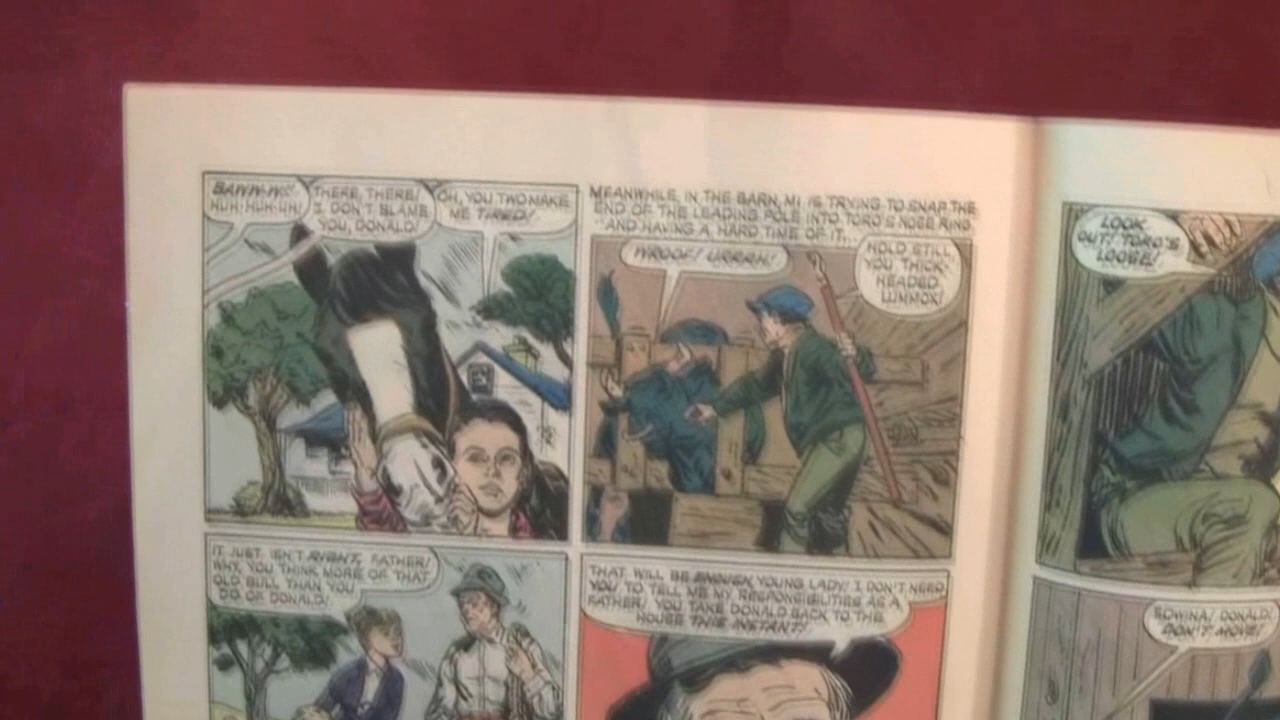 BAWW-W!!
HUH-HUH-UH!
THERE, THERE!
I DON'T BLAME
YOU, DONALD!
OH, YOU TWO MAKE
ME TIRED!
MEANWHILE, IN THE BARN, MI IS TRYING TO SNAP THE
END OF THE LEADING POLE INTO TORO'S NOSE RING
AND HAVING A HARD TIME OF IT...
WROOF! URRRH!
HOLD STILL,
YOU THICK-
HEADED
LUMMOX!
IT JUST ISN'T RIGHT, FATHER!
WHY, YOU THINK MORE OF THAT
OLD BULL THAN YOU
DO OF DONALD!
THAT WILL BE ENOUGH YOUNG LADY! I DON'T NEED
YOU TO TELL ME MY RESPONSIBILITIES AS A
FATHER! YOU TAKE DONALD BACK TO THE
HOUSE THIS INSTANT!
LOOK
OUT! TORO'S
LOOSE!
EDWINA! DONALD!
DON'T MOVE!